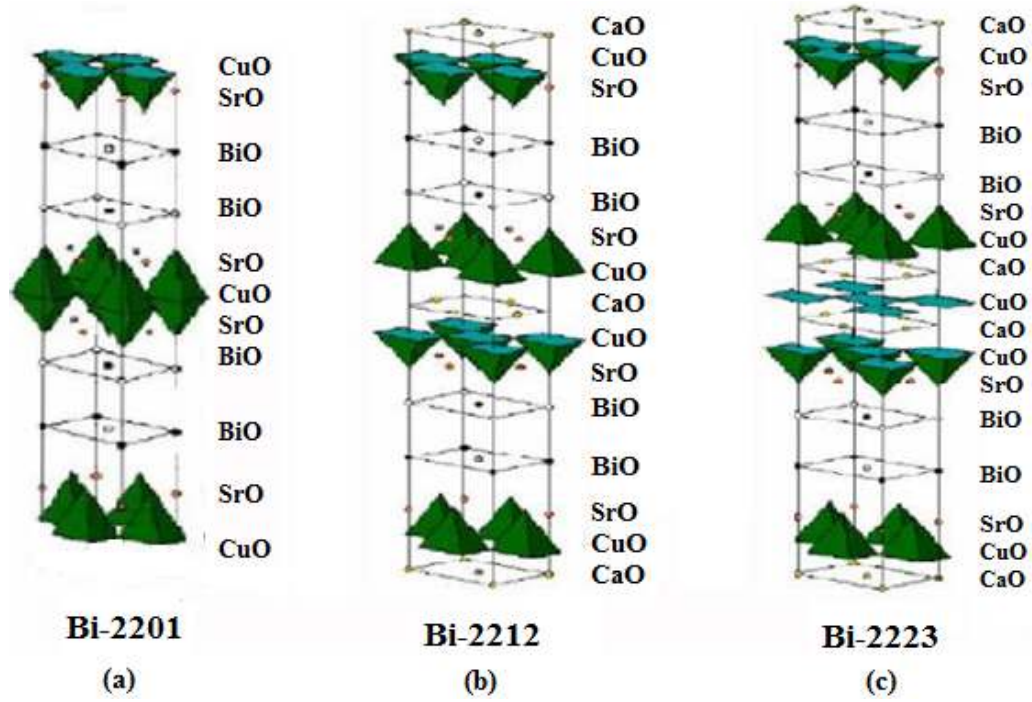 CuO
SrO
BiO
BiO
SrO
CuO
SrO
BiO
BiO
SrO
CuO
Bi-2201
(a)
CaO
CuO
SrO
BiO
BiO
SrO
CuO
CaO
CuO
SrO
BiO
BiO
SrO
CuO
CaO
Bi-2212
(b)
CaO
CuO
SrO
BiO
BiO
SrO
CuO
CaO
CuO
CaO
CuO
SrO
BiO
BiO
SrO
CuO
CaO
Bi-2223
(c)